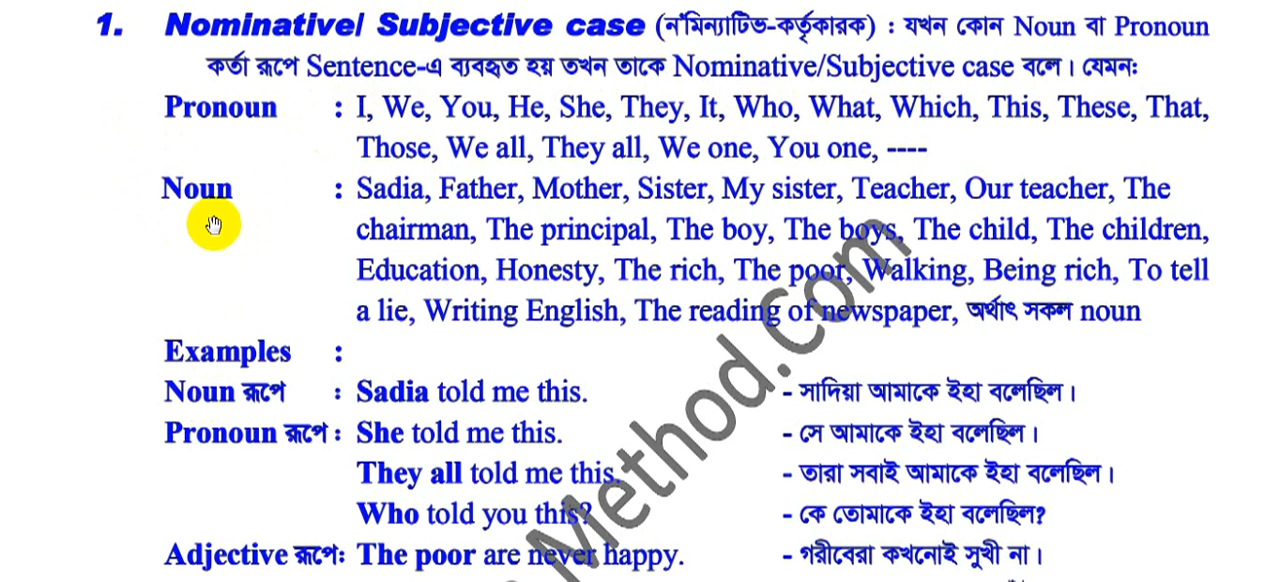 1. Nominative/ Subjective case (নমিন্যাটিভ-কর্তৃকারক) : যখন কোন Noun বা Pronoun
কর্তা রূপে Sentence-এ ব্যবহৃত হয় তখন তাকে Nominative/Subjective case বলে। যেমনঃ
Pronoun : I, We, You, He, She, They, It, Who, What, Which, This, These, That,
Those, We all, They all, We one, You one, ----
Noun : Sadia, Father, Mother, Sister, My sister, Teacher, Our teacher, The
chairman, The principal, The boy, The boys, The child, The children,
Education, Honesty, The rich, The poor, Walking, Being rich, To tell
a lie, Writing English, The reading of newspaper, অর্থাৎ সকল noun
Examples :
Noun রূপে : Sadia told me this. - সাদিয়া আমাকে ইহা বলেছিল।
Pronoun রূপে : She told me this. - সে আমাকে ইহা বলেছিল।
They all told me this. - তারা সবাই আমাকে ইহা বলেছিল।
Who told you this? - কে তোমাকে ইহা বলেছিল?
Adjective রূপে: The poor are never happy. - গরীবেরা কখনোই সুখী না।
Method.Com